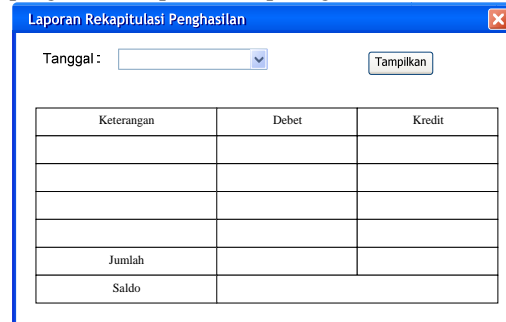 Laporan Rekapitulasi Penghasilan
Tanggal : Tampilkan
Keterangan Debet Kredit
Jumlah
Saldo